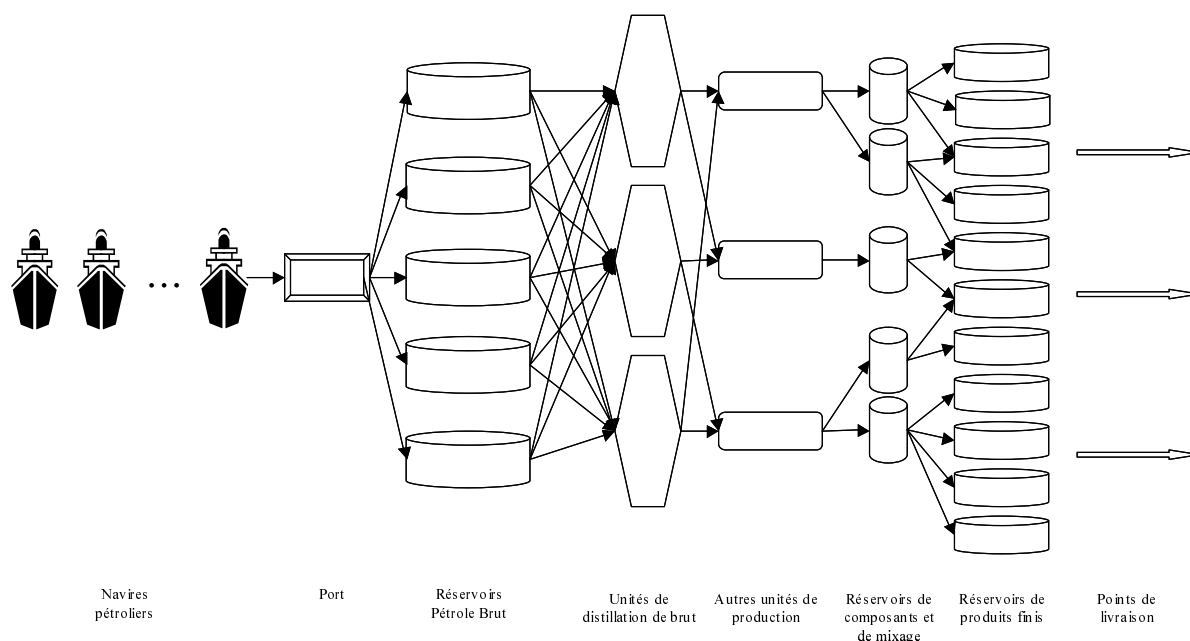 Navires
pétroliers
Port
Réservoirs
Pétrole Brut
Unités de
distillation de brut
Autres unités de
production
Réservoirs de
composants et
de mixage
Réservoirs de
produits finis
Points de
livraison